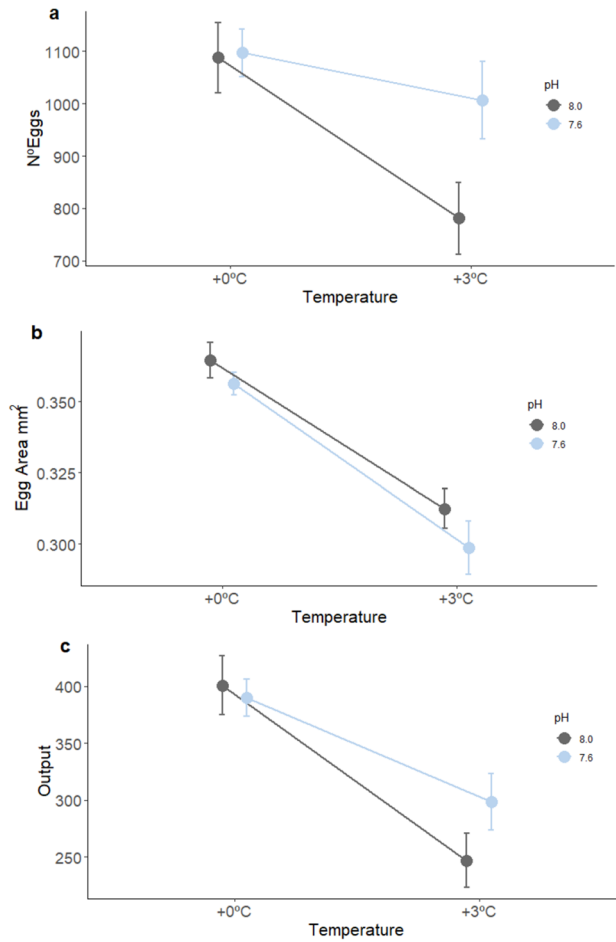 a
1100
1000
900
800
700
NºEggs
+0ºC
+3ºC
Temperature
pH
8.0
7.6
b
0.350
0.325
0.300
Egg Area mm²
+0ºC
+3ºC
Temperature
pH
8.0
7.6
c
400
350
300
250
Output
+0ºC
+3ºC
Temperature
pH
8.0
7.6